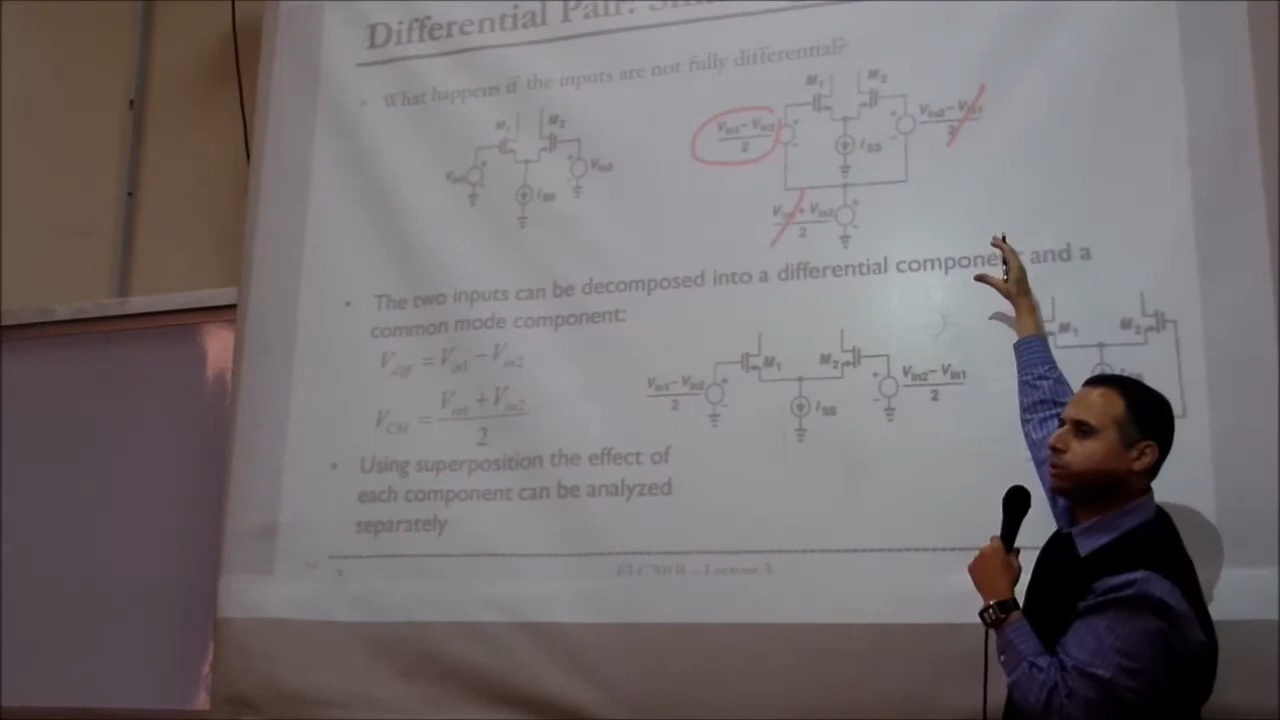 Differential Pair:
• What happens if the inputs are not fully differential?
M1 M2
Vin2
ISS
M1 M2
Vin1 - Vin2
2
Vin2 - Vin1
2
ISS
Vin1 + Vin2
2
• The two inputs can be decomposed into a differential component and a
common mode component:
Vdiff = Vin1 - Vin2
VCM = Vin1 + Vin2
2
M1 M2
Vin1 - Vin2
2
Vin2 - Vin1
2
ISS
M1 M2
• Using superposition the effect of
each component can be analyzed
separately
Lecture 3